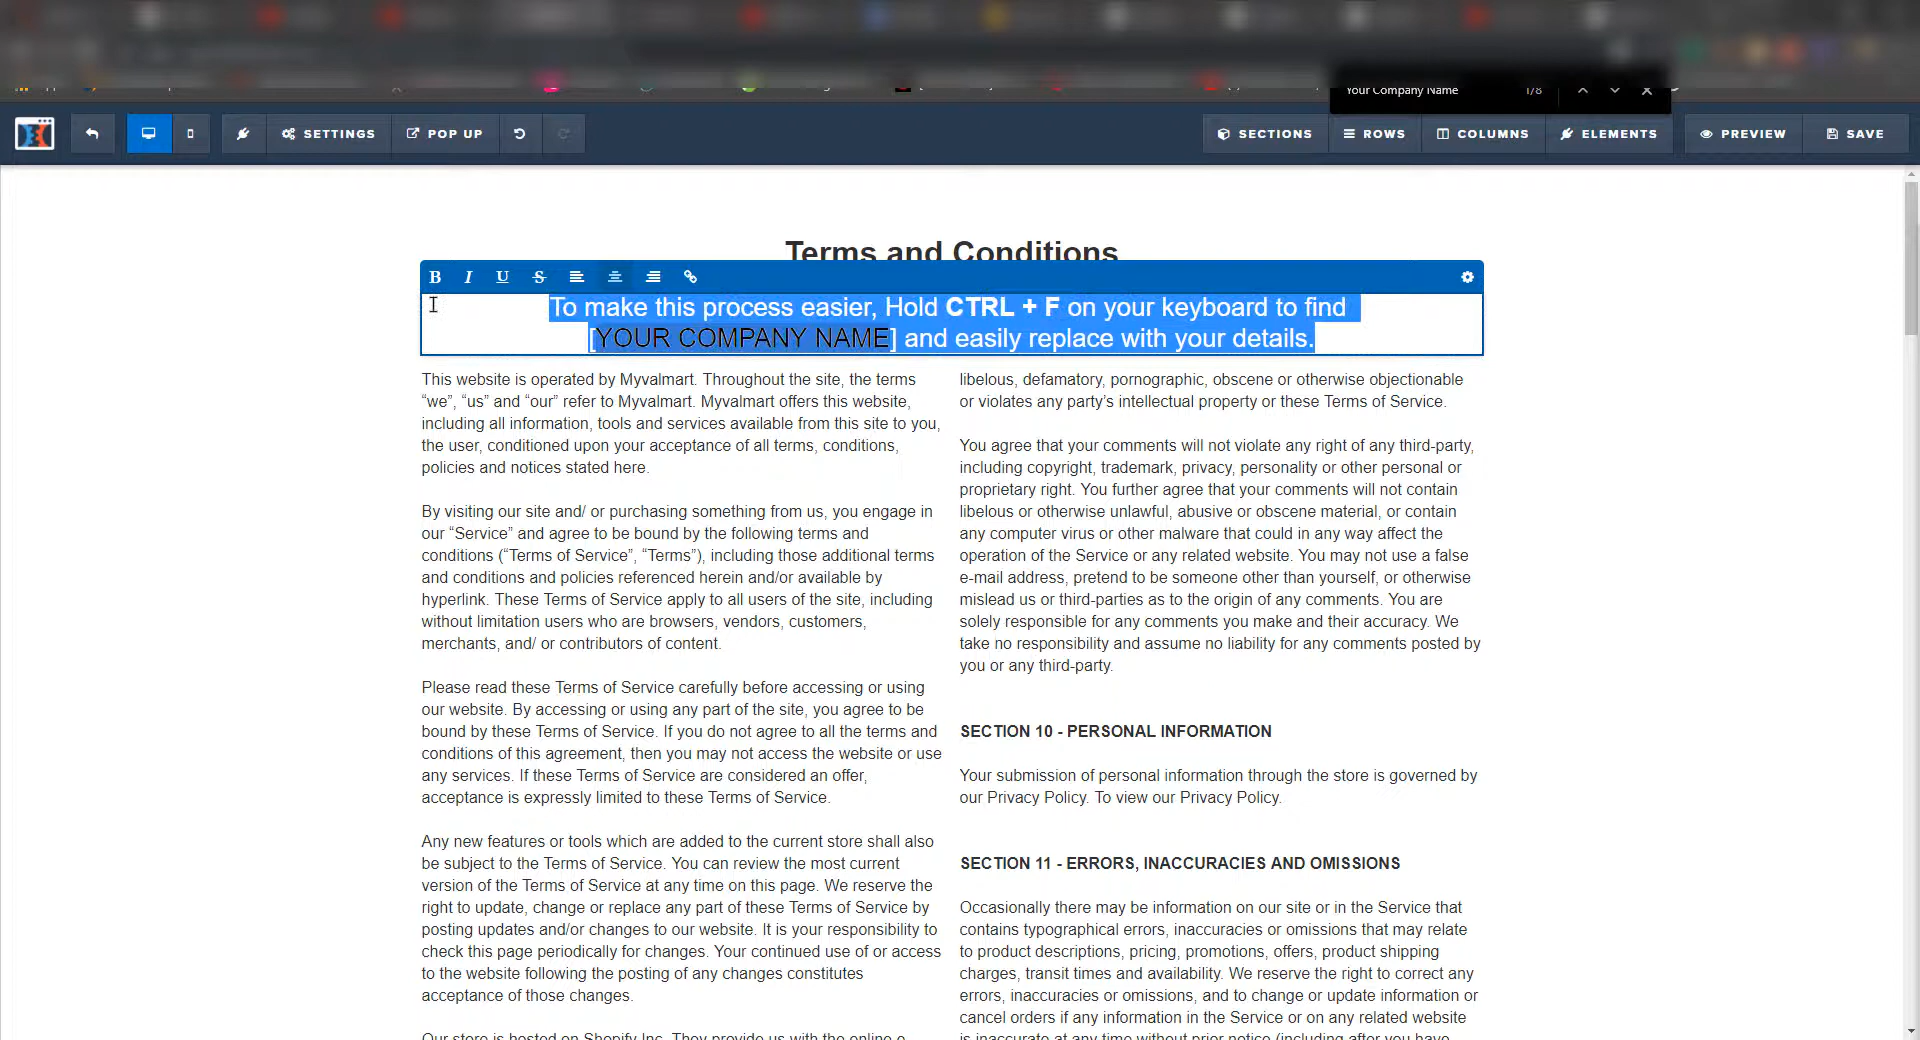 Your Company Name 1/8
SETTINGS POP UP SECTIONS ROWS COLUMNS ELEMENTS PREVIEW SAVE
Terms and Conditions
B I U S
To make this process easier, Hold CTRL + F on your keyboard to find
[YOUR COMPANY NAME] and easily replace with your details.
This website is operated by Myvalmart. Throughout the site, the terms
“we”, “us” and “our” refer to Myvalmart. Myvalmart offers this website,
including all information, tools and services available from this site to you,
the user, conditioned upon your acceptance of all terms, conditions,
policies and notices stated here.
By visiting our site and/ or purchasing something from us, you engage in
our “Service” and agree to be bound by the following terms and
conditions (“Terms of Service”, “Terms”), including those additional terms
and conditions and policies referenced herein and/or available by
hyperlink. These Terms of Service apply to all users of the site, including
without limitation users who are browsers, vendors, customers,
merchants, and/ or contributors of content.
Please read these Terms of Service carefully before accessing or using
our website. By accessing or using any part of the site, you agree to be
bound by these Terms of Service. If you do not agree to all the terms and
conditions of this agreement, then you may not access the website or use
any services. If these Terms of Service are considered an offer,
acceptance is expressly limited to these Terms of Service.
Any new features or tools which are added to the current store shall also
be subject to the Terms of Service. You can review the most current
version of the Terms of Service at any time on this page. We reserve the
right to update, change or replace any part of these Terms of Service by
posting updates and/or changes to our website. It is your responsibility to
check this page periodically for changes. Your continued use of or access
to the website following the posting of any changes constitutes
acceptance of those changes.
Our store is hosted on Shopify Inc. They provide us with the online e-
libelous, defamatory, pornographic, obscene or otherwise objectionable
or violates any party’s intellectual property or these Terms of Service.
You agree that your comments will not violate any right of any third-party,
including copyright, trademark, privacy, personality or other personal or
proprietary right. You further agree that your comments will not contain
libelous or otherwise unlawful, abusive or obscene material, or contain
any computer virus or other malware that could in any way affect the
operation of the Service or any related website. You may not use a false
e-mail address, pretend to be someone other than yourself, or otherwise
mislead us or third-parties as to the origin of any comments. You are
solely responsible for any comments you make and their accuracy. We
take no responsibility and assume no liability for any comments posted by
you or any third-party.
SECTION 10 - PERSONAL INFORMATION
Your submission of personal information through the store is governed by
our Privacy Policy. To view our Privacy Policy.
SECTION 11 - ERRORS, INACCURACIES AND OMISSIONS
Occasionally there may be information on our site or in the Service that
contains typographical errors, inaccuracies or omissions that may relate
to product descriptions, pricing, promotions, offers, product shipping
charges, transit times and availability. We reserve the right to correct any
errors, inaccuracies or omissions, and to change or update information or
cancel orders if any information in the Service or on any related website
is inaccurate at any time without prior notice (including after you have